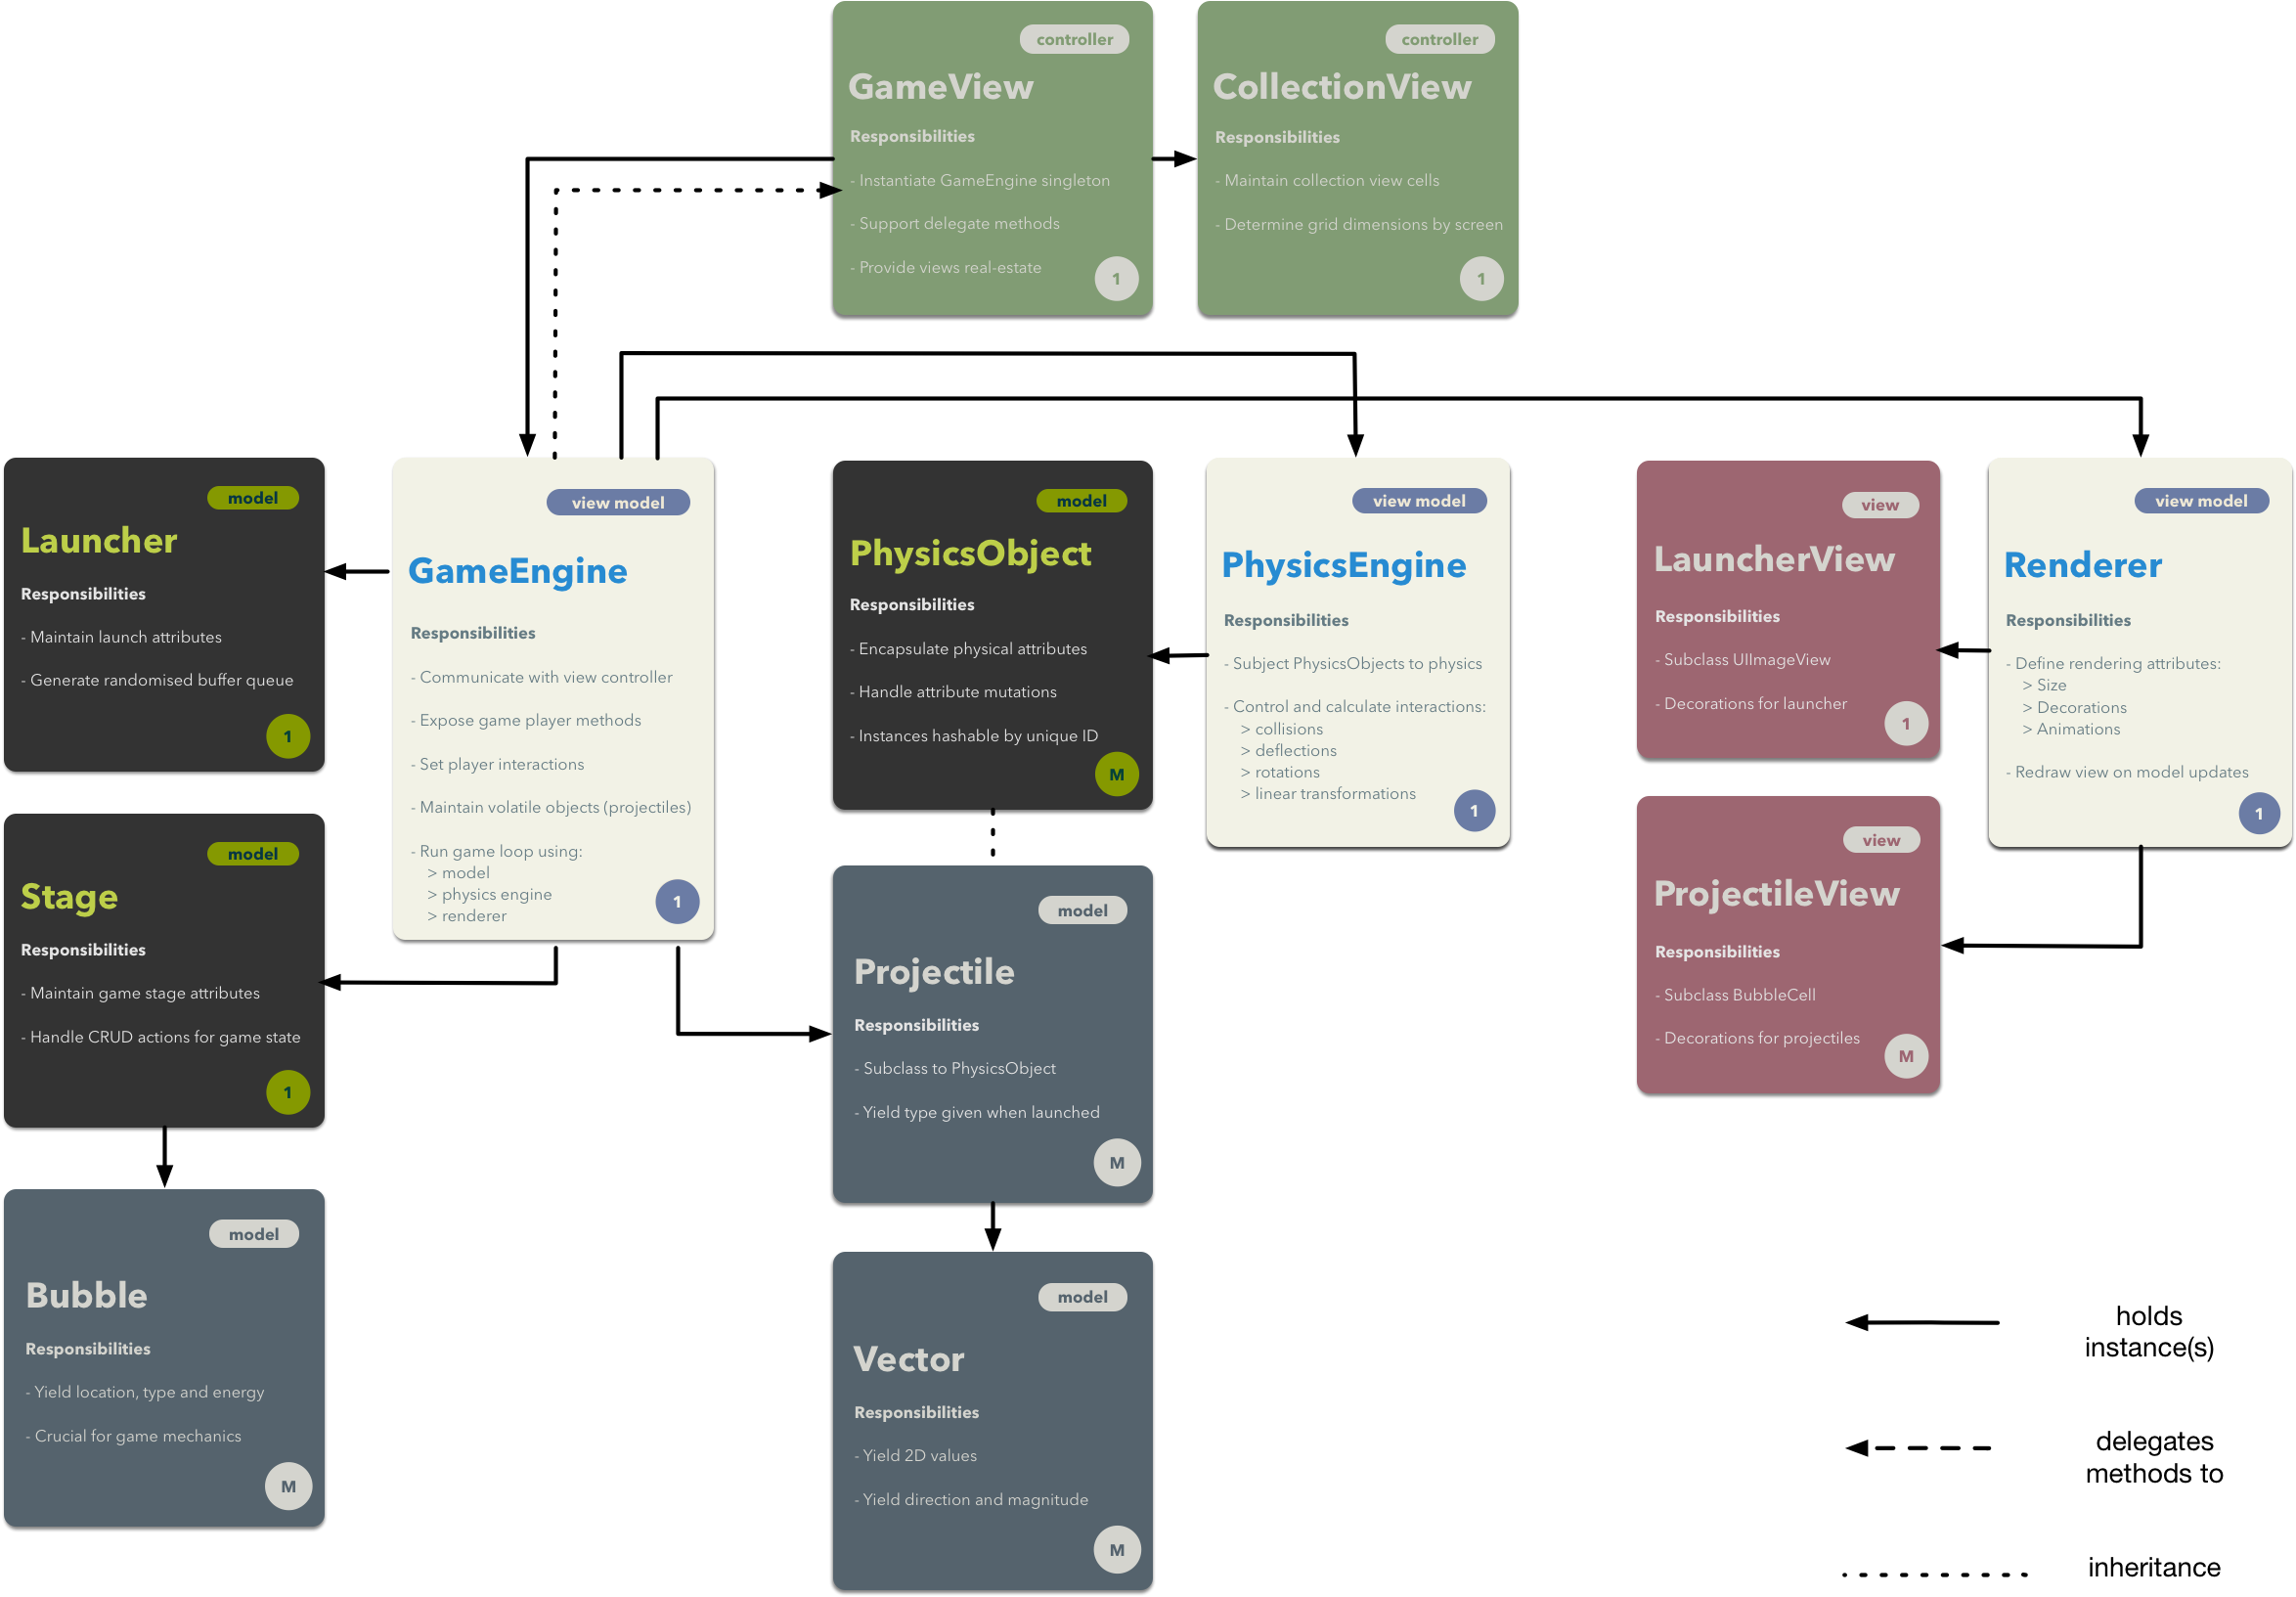 controller
GameView
Responsibilities
- Instantiate GameEngine singleton
- Support delegate methods
- Provide views real-estate
1
controller
CollectionView
Responsibilities
- Maintain collection view cells
- Determine grid dimensions by screen
1
model
Launcher
Responsibilities
- Maintain launch attributes
- Generate randomised buffer queue
1
view model
GameEngine
Responsibilities
- Communicate with view controller
- Expose game player methods
- Set player interactions
- Maintain volatile objects (projectiles)
- Run game loop using:
> model
> physics engine
> renderer
1
model
PhysicsObject
Responsibilities
- Encapsulate physical attributes
- Handle attribute mutations
- Instances hashable by unique ID
M
view model
PhysicsEngine
Responsibilities
- Subject PhysicsObjects to physics
- Control and calculate interactions:
> collisions
> deflections
> rotations
> linear transformations
1
view
LauncherView
Responsibilities
- Subclass UIImageView
- Decorations for launcher
1
view model
Renderer
Responsibilities
- Define rendering attributes:
> Size
> Decorations
> Animations
- Redraw view on model updates
1
model
Stage
Responsibilities
- Maintain game stage attributes
- Handle CRUD actions for game state
1
model
Projectile
Responsibilities
- Subclass to PhysicsObject
- Yield type given when launched
M
view
ProjectileView
Responsibilities
- Subclass BubbleCell
- Decorations for projectiles
M
model
Bubble
Responsibilities
- Yield location, type and energy
- Crucial for game mechanics
M
model
Vector
Responsibilities
- Yield 2D values
- Yield direction and magnitude
M
holds
instance(s)
delegates
methods to
inheritance